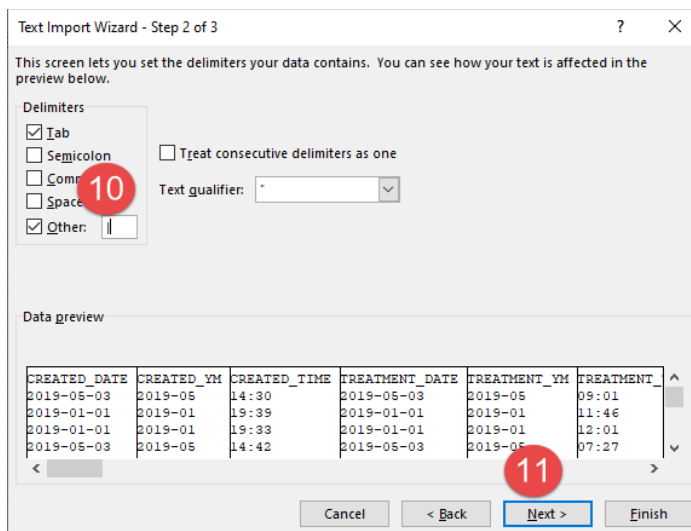 Text Import Wizard - Step 2 of 3 ? X
This screen lets you set the delimiters your data contains. You can see how your text is affected in the
preview below.
Delimiters
Tab
Semicolon
Treat consecutive delimiters as one
10
Text qualifier: "
Space
Other: |
Data preview
CREATED_DATE CREATED_YM CREATED_TIME TREATMENT_DATE TREATMENT_YM TREATMENT_
2019-05-03 2019-05 14:30 2019-05-03 2019-05 09:01
2019-01-01 2019-01 19:39 2019-01-01 2019-01 11:46
2019-01-01 2019-01 19:33 2019-01-01 2019-01 12:01
2019-05-03 2019-05 14:42 2019-05-03 2019-05 07:27
11
Cancel < Back Next > Finish